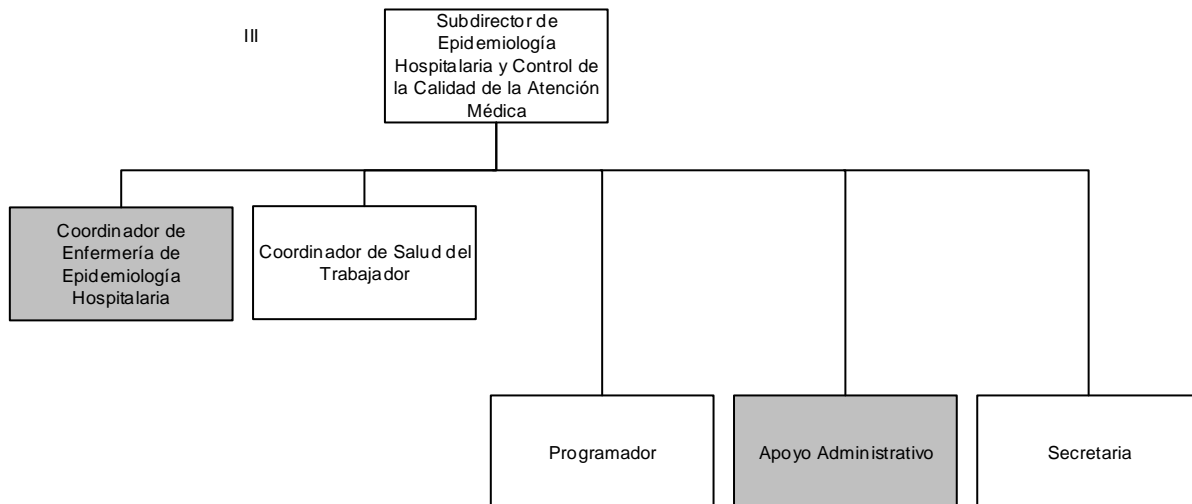 III
Subdirector de
Epidemiología
Hospitalaria y Control de
la Calidad de la Atención
Médica
Coordinador de
Enfermería de
Epidemiología
Hospitalaria
Coordinador de Salud del
Trabajador
Programador
Apoyo Administrativo
Secretaria